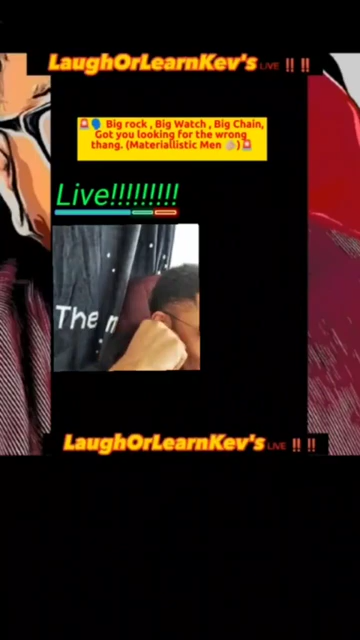 LaughOrLearnKev's LIVE ‼️ ‼️
🚨🗣️ Big rock , Big Watch , Big Chain,
Got you looking for the wrong
thang. (Materiallistic Men 🪨)🚨
Live!!!!!!!!!
The
LaughOrLearnKev's LIVE ‼️ ‼️